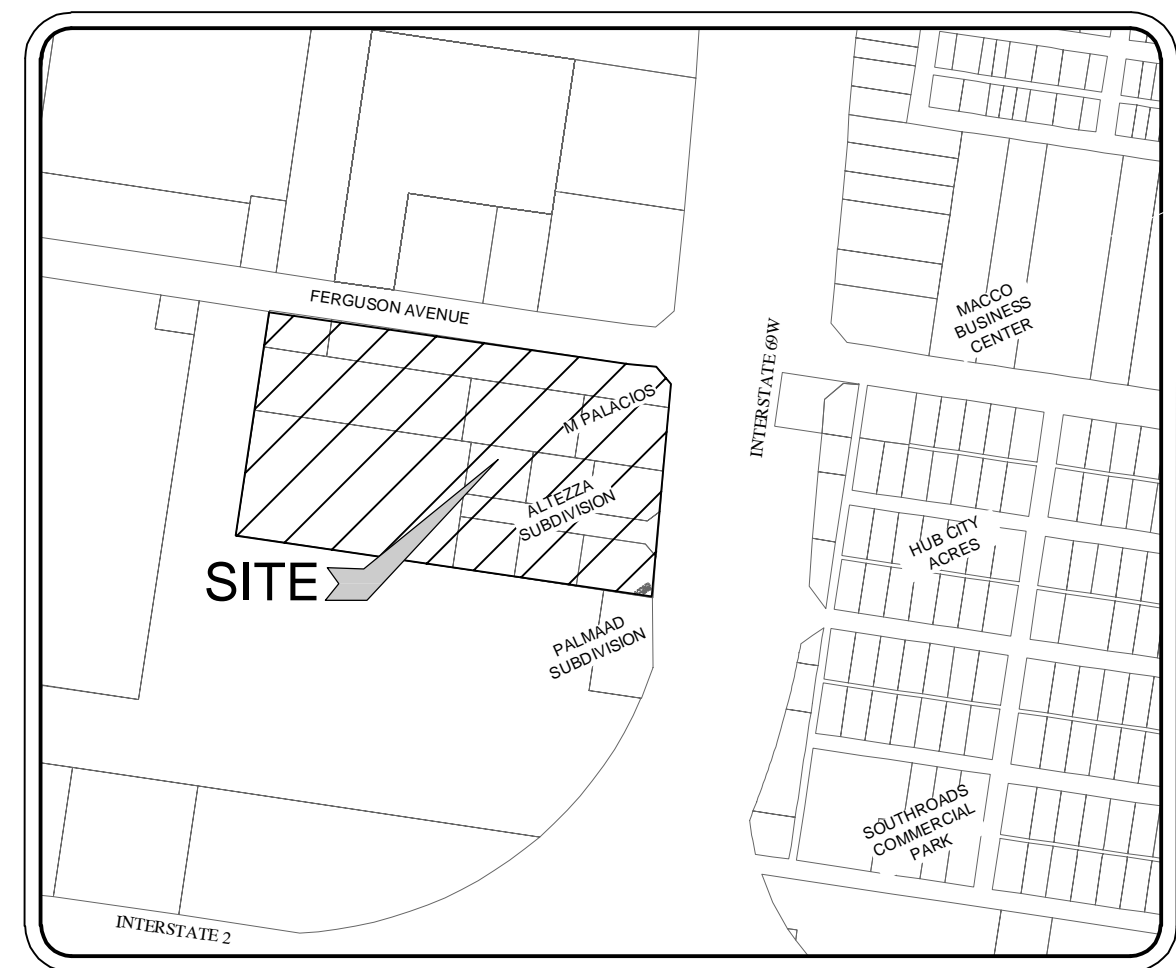 FERGUSON AVENUE
MACCO
BUSINESS
CENTER
INTERSTATE 69W
M PALACIOS
ALTEZZA
SUBDIVISION
HUB CITY
ACRES
SITE
PALMAAD
SUBDIVISION
SOUTHROADS
COMMERCIAL
PARK
INTERSTATE 2